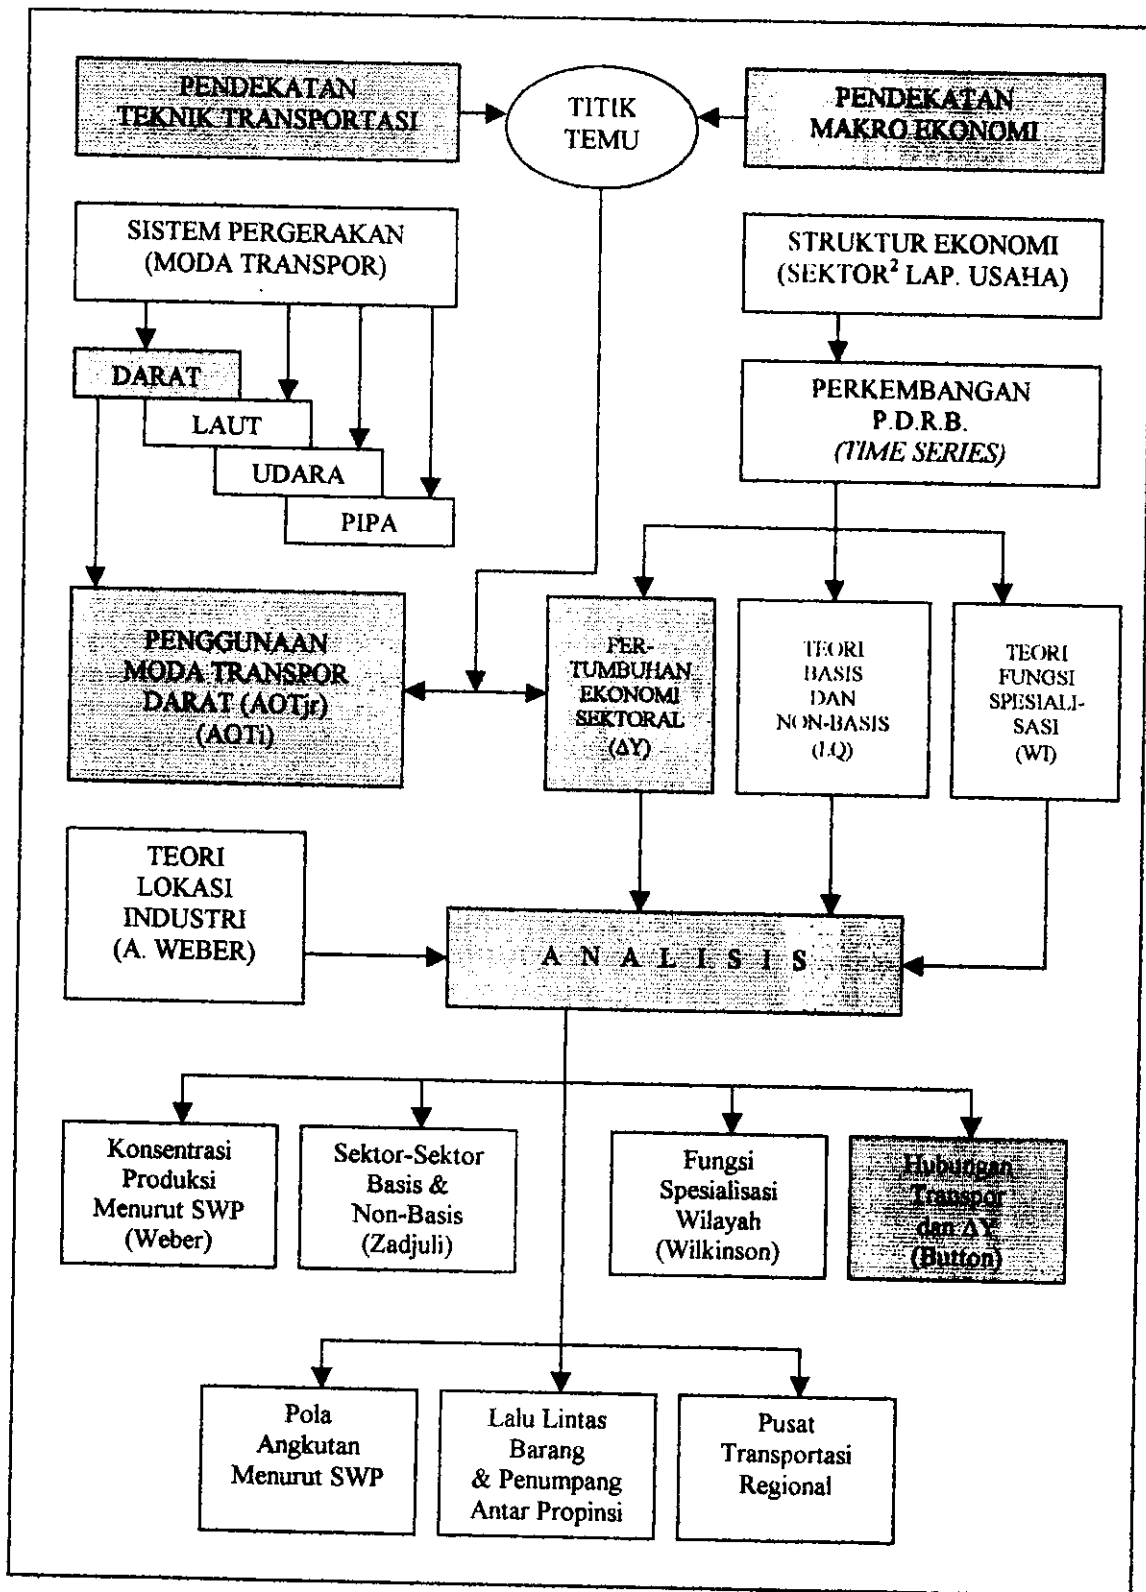 PENDEKATAN
TEKNIK TRANSPORTASI
TITIK
TEMU
PENDEKATAN
MAKRO EKONOMI
SISTEM PERGERAKAN
(MODA TRANSPOR)
STRUKTUR EKONOMI
(SEKTOR² LAP. USAHA)
DARAT
LAUT
UDARA
PIPA
PERKEMBANGAN
P.D.R.B.
(TIME SERIES)
PENGGUNAAN
MODA TRANSPOR
DARAT (AOTjr)
(AOTi)
PER-
TUMBUHAN
EKONOMI
SEKTORAL
(ΔY)
TEORI
BASIS
DAN
NON-BASIS
(LQ)
TEORI
FUNGSI
SPESIALI-
SASI
(WI)
TEORI
LOKASI
INDUSTRI
(A. WEBER)
A N A L I S I S
Konsentrasi
Produksi
Menurut SWP
(Weber)
Sektor-Sektor
Basis &
Non-Basis
(Zadjuli)
Fungsi
Spesialisasi
Wilayah
(Wilkinson)
Hubungan
Transpor
dan ΔY
(Button)
Pola
Angkutan
Menurut SWP
Lalu Lintas
Barang
& Penumpang
Antar Propinsi
Pusat
Transportasi
Regional